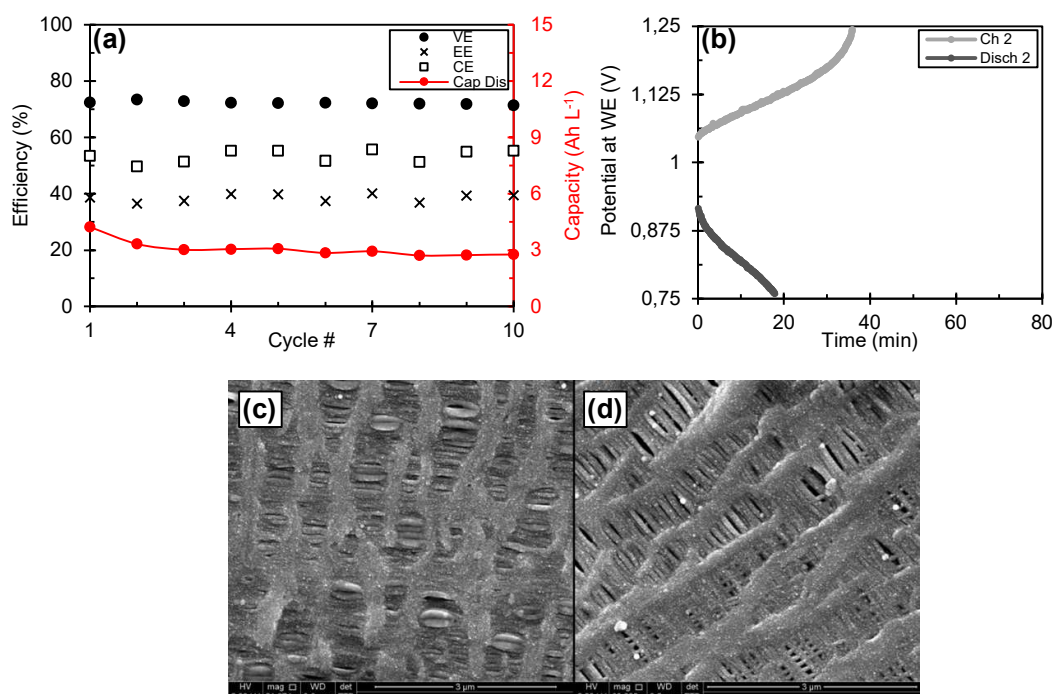 (a)
VE
EE
CE
Cap Dis
100
80
60
40
20
0
Efficiency (%)
1
4
7
10
Cycle #
15
12
9
6
3
0
Capacity (Ah L⁻¹)
(b)
Ch 2
Disch 2
1,25
1,125
1
0,875
0,75
Potential at WE (V)
0
20
40
60
80
Time (min)
(c)
HV mag WD det
3 µm
(d)
HV mag WD det
3 µm